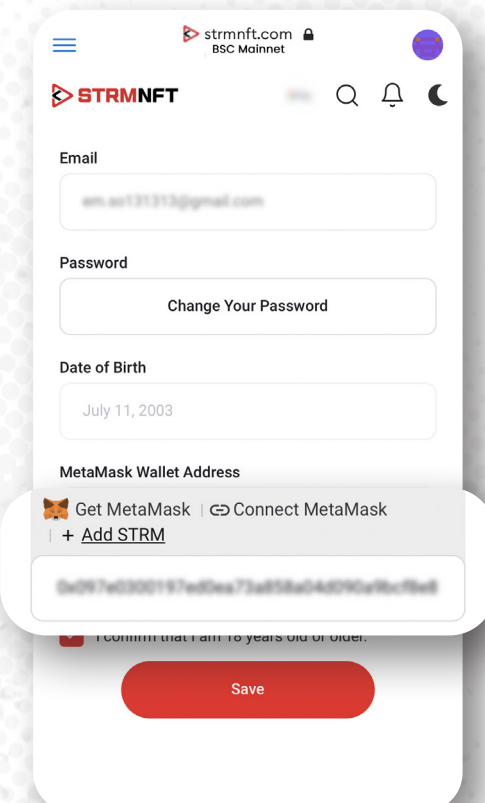 strmnft.com
BSC Mainnet
STRMNFT
Email
Password
Change Your Password
Date of Birth
July 11, 2003
MetaMask Wallet Address
Get MetaMask | Connect MetaMask
| + Add STRM
I confirm that I am 18 years old or older.
Save